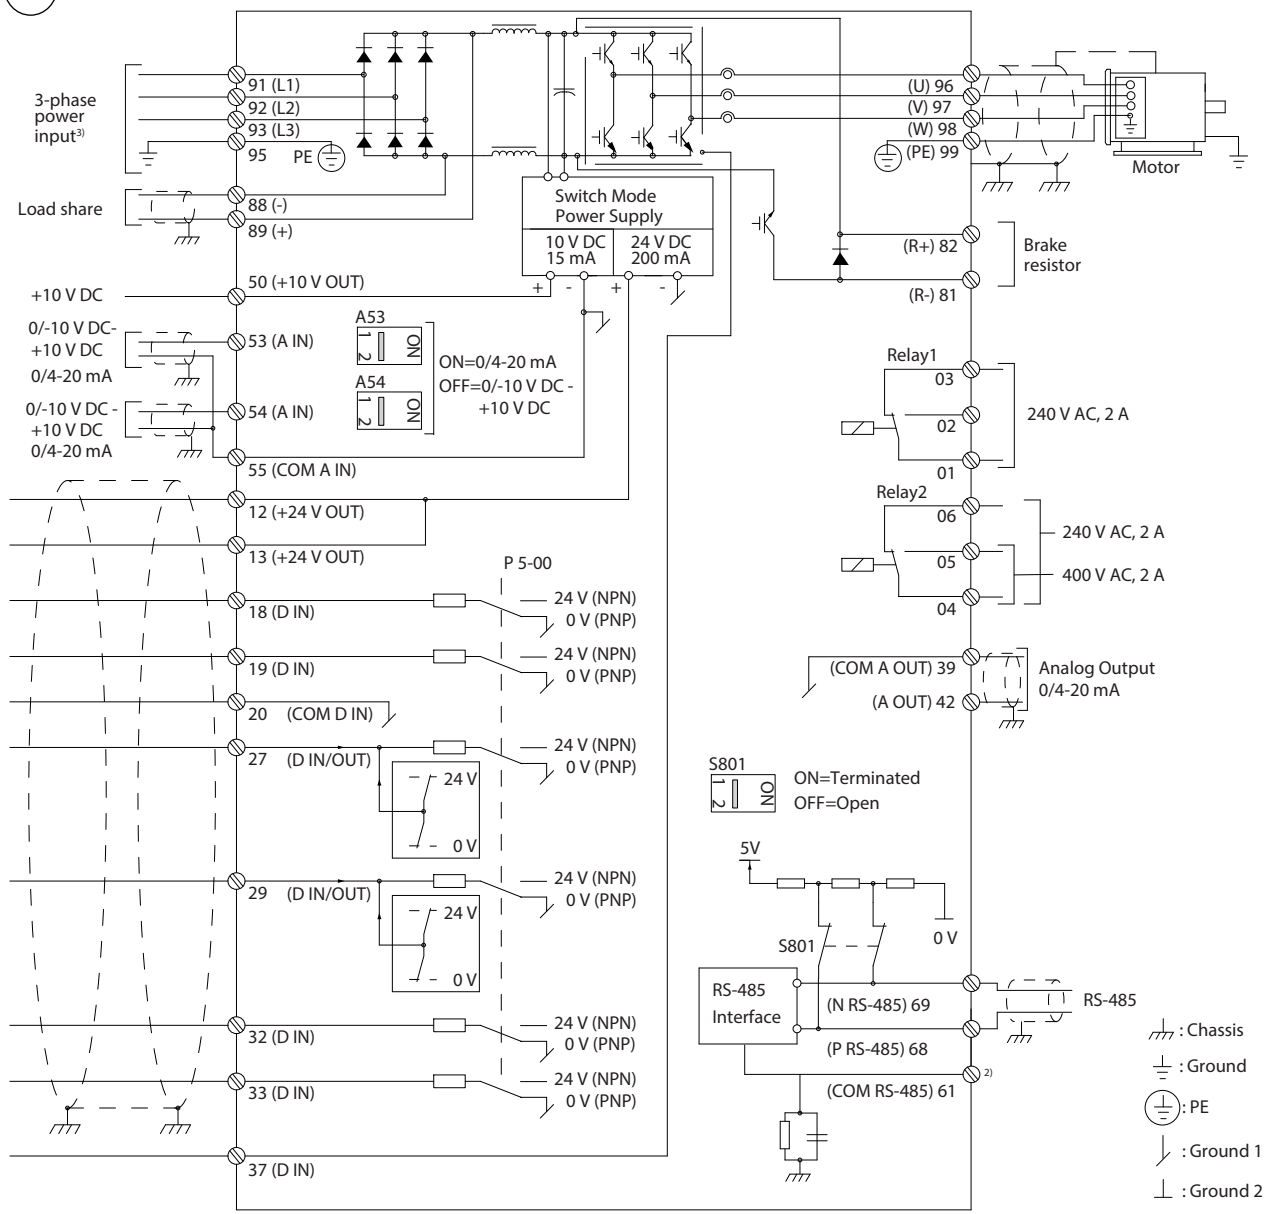 3-phase
power
input3)
91 (L1)
92 (L2)
93 (L3)
95
PE
Load share
88 (-)
89 (+)
Switch Mode
Power Supply
10 V DC
15 mA
24 V DC
200 mA
+ - + -
(U) 96
(V) 97
(W) 98
(PE) 99
Motor
(R+) 82
(R-) 81
Brake
resistor
+10 V DC
50 (+10 V OUT)
0/-10 V DC-
+10 V DC
0/4-20 mA
53 (A IN)
0/-10 V DC -
+10 V DC
0/4-20 mA
54 (A IN)
55 (COM A IN)
A53
1 2
ON
A54
1 2
ON
ON=0/4-20 mA
OFF=0/-10 V DC -
+10 V DC
Relay1
03
02
01
240 V AC, 2 A
Relay2
06
05
04
240 V AC, 2 A
400 V AC, 2 A
12 (+24 V OUT)
13 (+24 V OUT)
P 5-00
18 (D IN)
24 V (NPN)
0 V (PNP)
19 (D IN)
24 V (NPN)
0 V (PNP)
20 (COM D IN)
27 (D IN/OUT)
24 V (NPN)
0 V (PNP)
24 V
0 V
29 (D IN/OUT)
24 V (NPN)
0 V (PNP)
24 V
0 V
32 (D IN)
24 V (NPN)
0 V (PNP)
33 (D IN)
24 V (NPN)
0 V (PNP)
37 (D IN)
(COM A OUT) 39
(A OUT) 42
Analog Output
0/4-20 mA
S801
1 2
ON
ON=Terminated
OFF=Open
5V
0 V
S801
RS-485
Interface
(N RS-485) 69
(P RS-485) 68
(COM RS-485) 61
2)
RS-485
: Chassis
: Ground
: PE
: Ground 1
: Ground 2